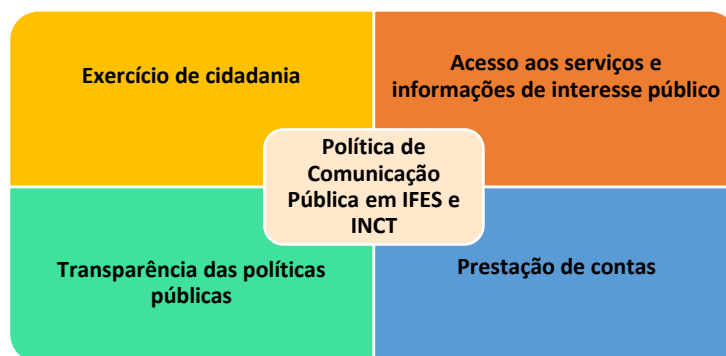 Exercício de cidadania
Acesso aos serviços e
informações de interesse público
Política de
Comunicação
Pública em IFES e
INCT
Transparência das políticas
públicas
Prestação de contas